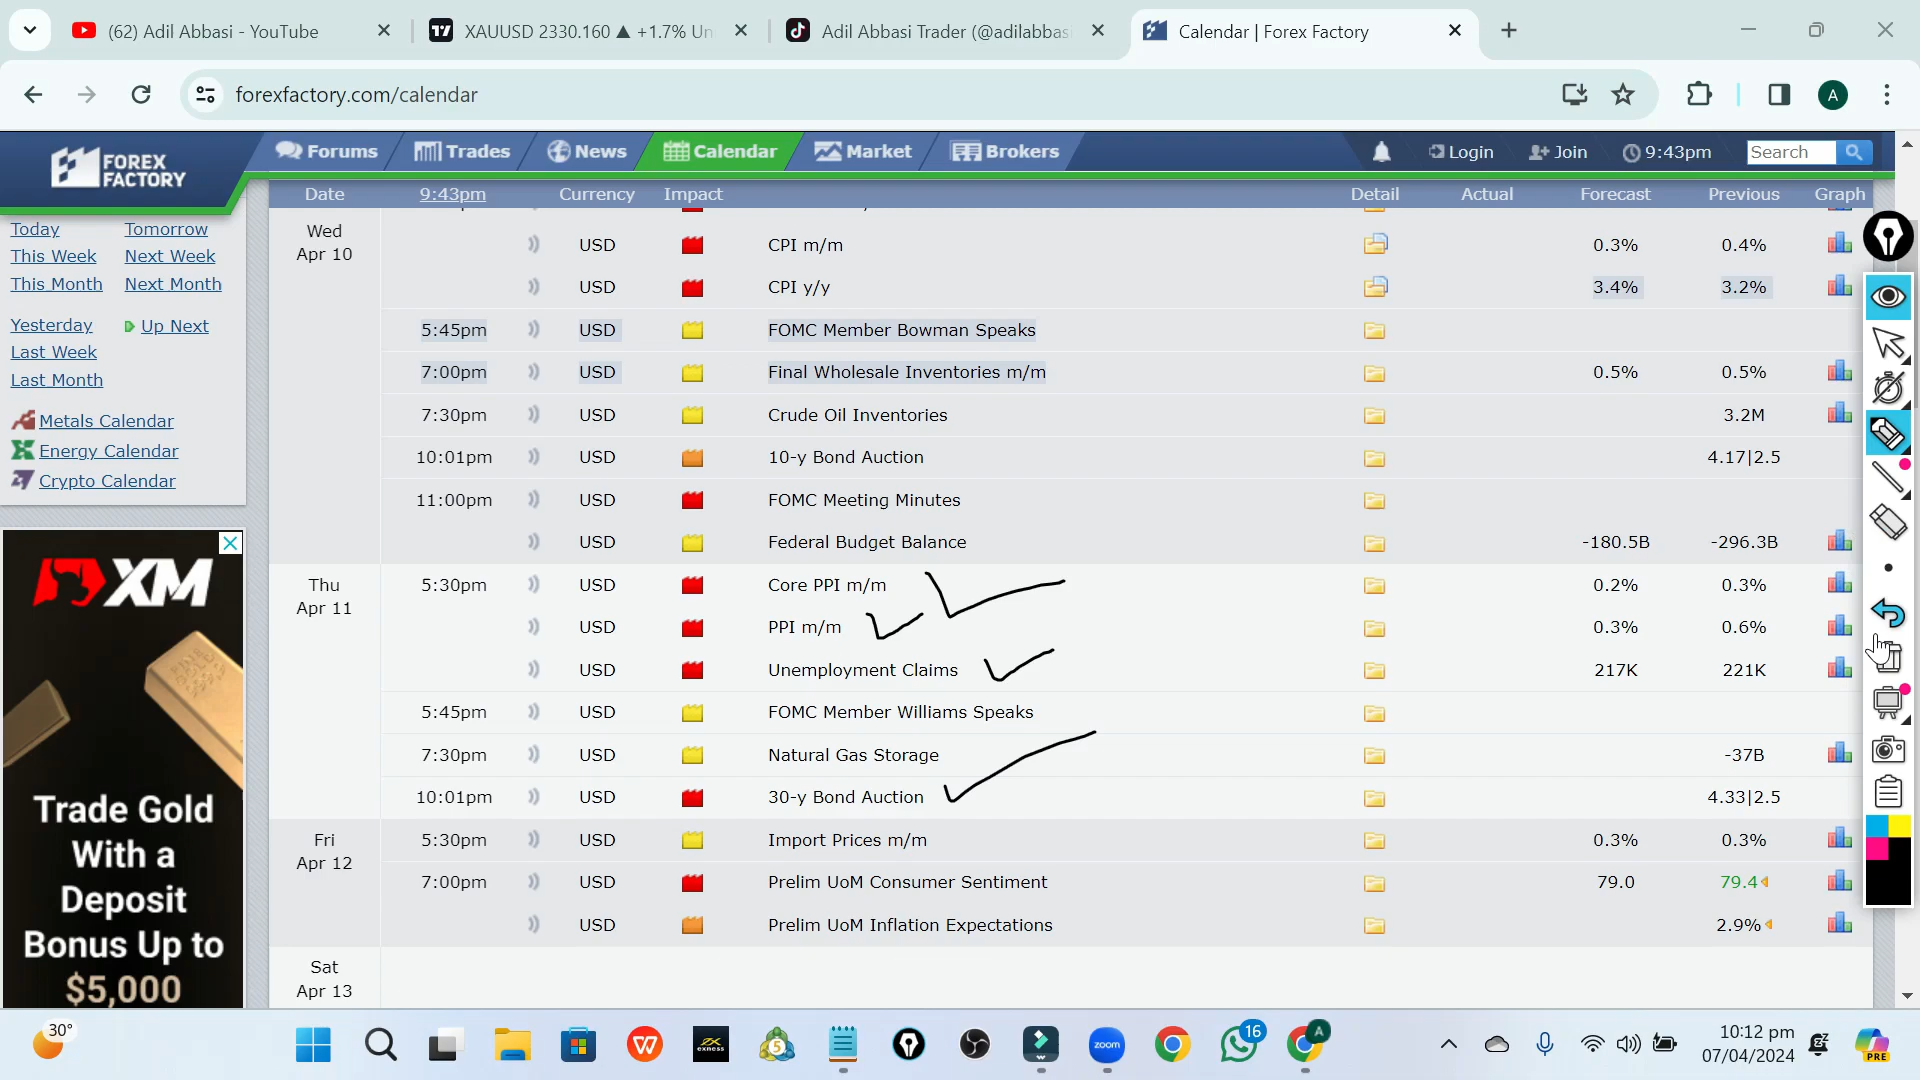 (62) Adil Abbasi - YouTube
XAUUSD 2330.160 ▲ +1.7% Un
Adil Abbasi Trader (@adilabbasi
Calendar | Forex Factory
forexfactory.com/calendar
A
FOREX FACTORY
Forums Trades News Calendar Market Brokers Login Join 9:43pm Search
Date 9:43pm Currency Impact Detail Actual Forecast Previous Graph
Today Tomorrow
This Week Next Week
This Month Next Month
Yesterday Up Next
Last Week
Last Month
Metals Calendar
Energy Calendar
Crypto Calendar
XM
Trade Gold
With a
Deposit
Bonus Up to
$5,000
Wed Apr 10 USD CPI m/m 0.3% 0.4%
USD CPI y/y 3.4% 3.2%
5:45pm USD FOMC Member Bowman Speaks
7:00pm USD Final Wholesale Inventories m/m 0.5% 0.5%
7:30pm USD Crude Oil Inventories 3.2M
10:01pm USD 10-y Bond Auction 4.17|2.5
11:00pm USD FOMC Meeting Minutes
USD Federal Budget Balance -180.5B -296.3B
Thu Apr 11 5:30pm USD Core PPI m/m 0.2% 0.3%
USD PPI m/m 0.3% 0.6%
USD Unemployment Claims 217K 221K
5:45pm USD FOMC Member Williams Speaks
7:30pm USD Natural Gas Storage -37B
10:01pm USD 30-y Bond Auction 4.33|2.5
Fri Apr 12 5:30pm USD Import Prices m/m 0.3% 0.3%
7:00pm USD Prelim UoM Consumer Sentiment 79.0 79.4
USD Prelim UoM Inflation Expectations 2.9%
Sat Apr 13
30°
exness
5
zoom
16
A
10:12 pm
07/04/2024
PRE